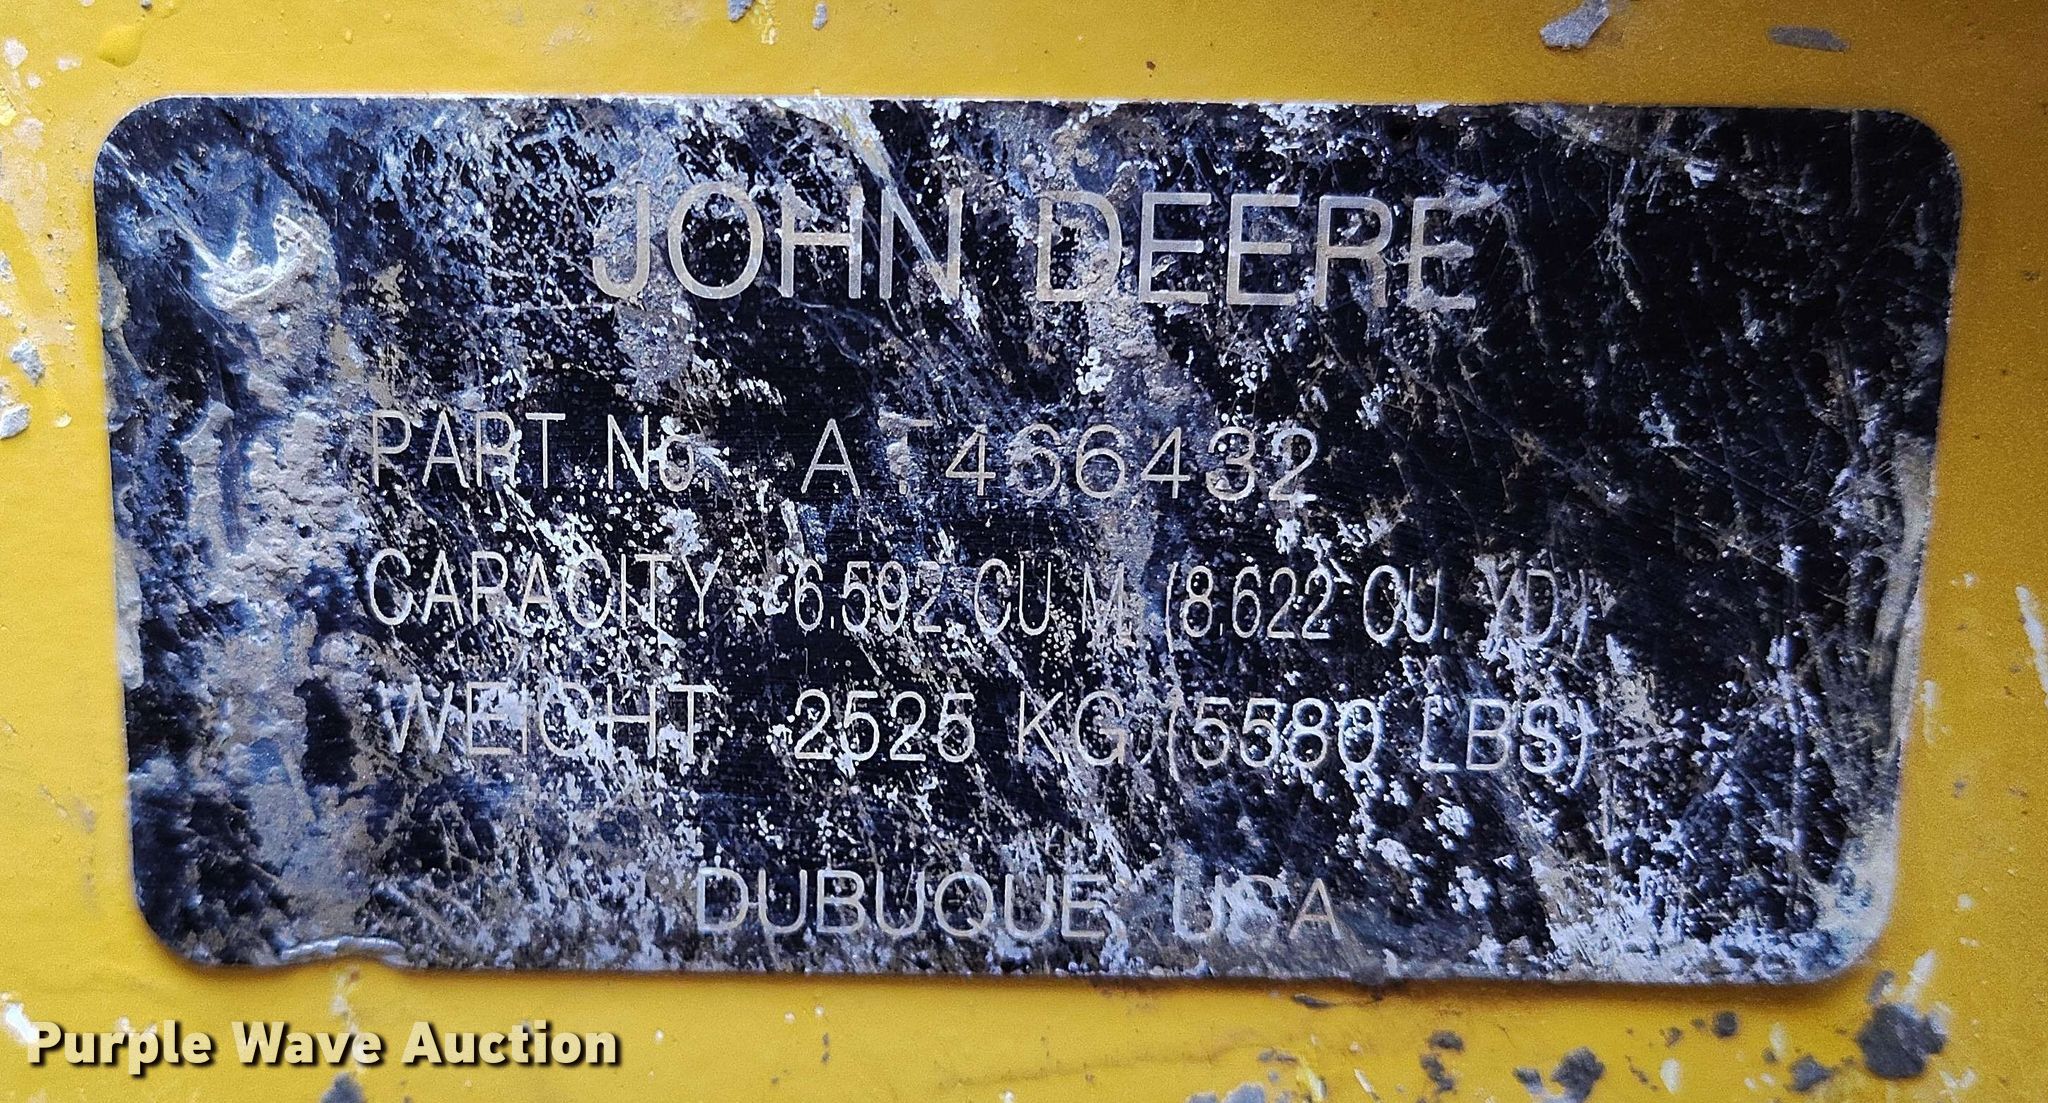 JOHN DEERE
PART No. AT466432
CAPACITY 6.592 CU.M. (8.622 CU. YD.)
WEIGHT 2525 KG. (5580 LBS)
DUBUQUE, USA
Purple Wave Auction